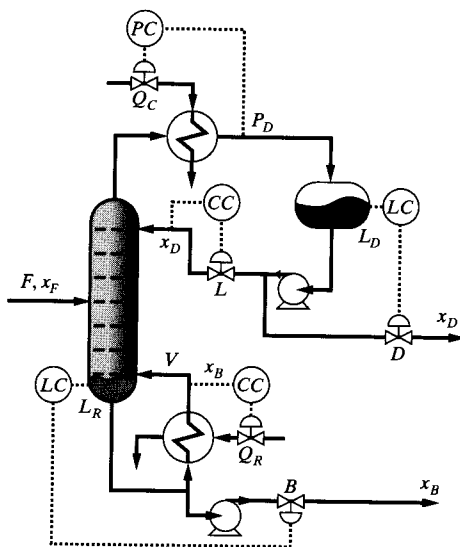 PC
Q_C
P_D
CC
LC
x_D
L_D
L
F, x_F
x_D
D
V
x_B
LC
CC
L_R
Q_R
B
x_B